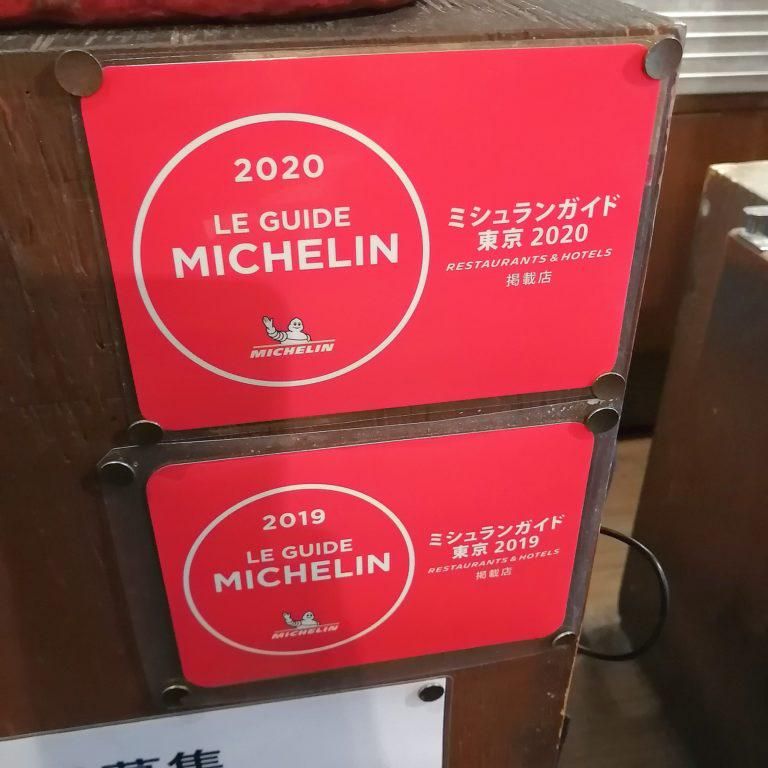 2020
LE GUIDE
MICHELIN
MICHELIN
ミシュランガイド
東京 2020
RESTAURANTS & HOTELS
掲載店
2019
LE GUIDE
MICHELIN
MICHELIN
ミシュランガイド
東京 2019
RESTAURANTS & HOTELS
掲載店
募集